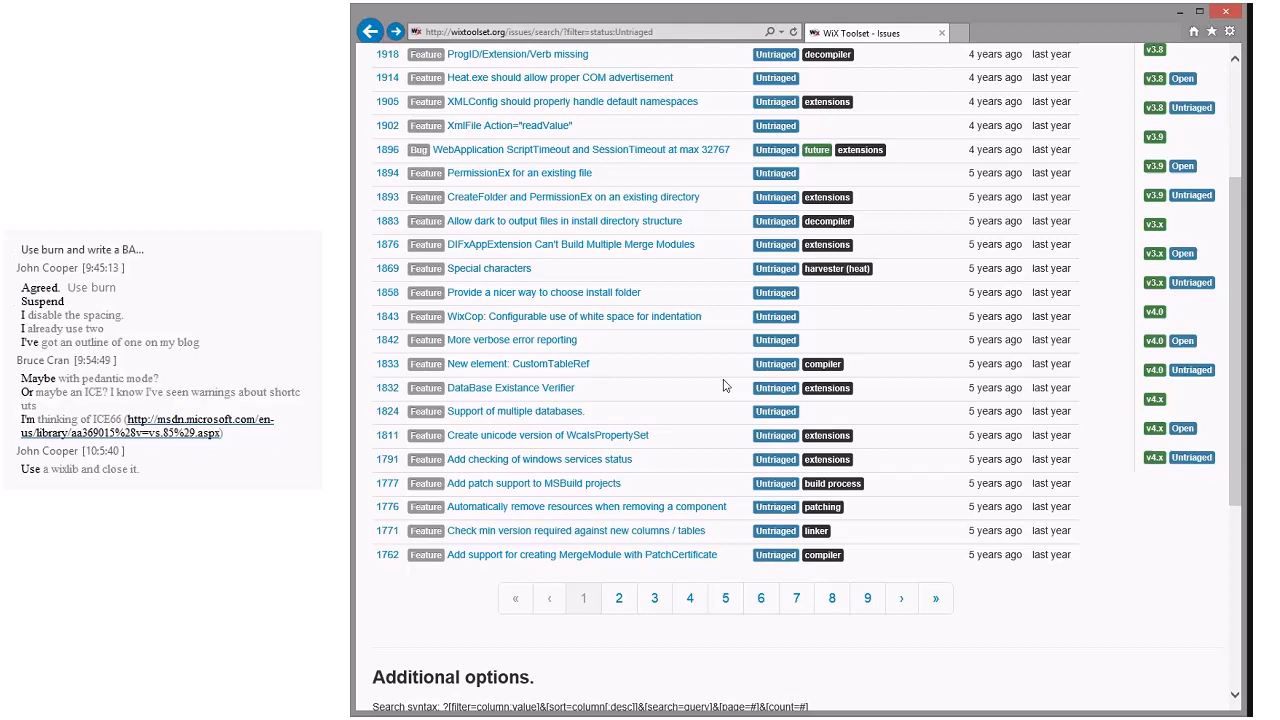 Use burn and write a BA...
John Cooper [9:45:13 ]
Agreed. Use burn
Suspend
I disable the spacing.
I already use two
I've got an outline of one on my blog
Bruce Cran [9:54:49 ]
Maybe with pedantic mode?
Or maybe an ICE? I know I've seen warnings about shortc
uts
I'm thinking of ICE66 (http://msdn.microsoft.com/en-
us/library/aa369015%28v=vs.85%29.aspx)
John Cooper [10:5:40 ]
Use a wixlib and close it.
http://wixtoolset.org/issues/search/?filter=status:Untriaged
WiX Toolset - Issues
1918 Feature ProgID/Extension/Verb missing Untriaged decompiler 4 years ago last year
1914 Feature Heat.exe should allow proper COM advertisement Untriaged 4 years ago last year
1905 Feature XMLConfig should properly handle default namespaces Untriaged extensions 4 years ago last year
1902 Feature XmlFile Action="readValue" Untriaged 4 years ago last year
1896 Bug WebApplication ScriptTimeout and SessionTimeout at max 32767 Untriaged future extensions 4 years ago last year
1894 Feature PermissionEx for an existing file Untriaged 5 years ago last year
1893 Feature CreateFolder and PermissionEx on an existing directory Untriaged extensions 5 years ago last year
1883 Feature Allow dark to output files in install directory structure Untriaged decompiler 5 years ago last year
1876 Feature DIFxAppExtension Can't Build Multiple Merge Modules Untriaged extensions 5 years ago last year
1869 Feature Special characters Untriaged harvester (heat) 5 years ago last year
1858 Feature Provide a nicer way to choose install folder Untriaged 5 years ago last year
1843 Feature WixCop: Configurable use of white space for indentation Untriaged 5 years ago last year
1842 Feature More verbose error reporting Untriaged 5 years ago last year
1833 Feature New element: CustomTableRef Untriaged compiler 5 years ago last year
1832 Feature DataBase Existance Verifier Untriaged extensions 5 years ago last year
1824 Feature Support of multiple databases. Untriaged 5 years ago last year
1811 Feature Create unicode version of WcaIsPropertySet Untriaged extensions 5 years ago last year
1791 Feature Add checking of windows services status Untriaged extensions 5 years ago last year
1777 Feature Add patch support to MSBuild projects Untriaged build process 5 years ago last year
1776 Feature Automatically remove resources when removing a component Untriaged patching 5 years ago last year
1771 Feature Check min version required against new columns / tables Untriaged linker 5 years ago last year
1762 Feature Add support for creating MergeModule with PatchCertificate Untriaged compiler 5 years ago last year
« ‹ 1 2 3 4 5 6 7 8 9 › »
Additional options.
Search syntax: ?[filter=column:value]&[sort=column[.desc]]&[search=query]&[page=#]&[count=#]
v3.8
v3.8 Open
v3.8 Untriaged
v3.9
v3.9 Open
v3.9 Untriaged
v3.x
v3.x Open
v3.x Untriaged
v4.0
v4.0 Open
v4.0 Untriaged
v4.x
v4.x Open
v4.x Untriaged